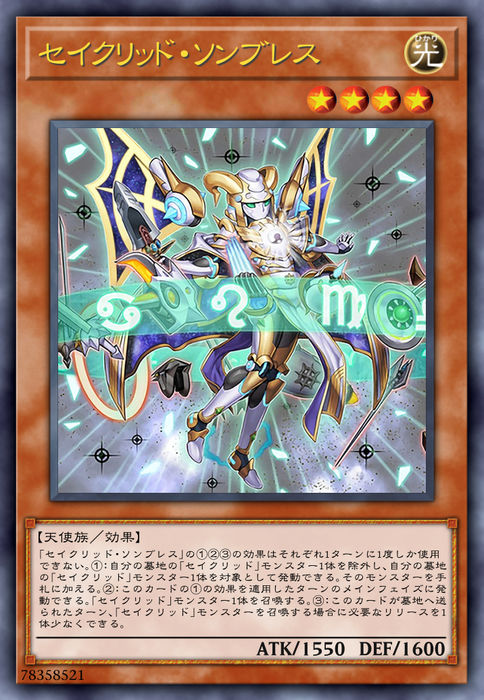 セイクリッド・ソンブレス
光
ひかり
【天使族／効果】
「セイクリッド・ソンブレス」の①②③の効果はそれぞれ1ターンに1度しか使用
できない。①:自分の墓地の「セイクリッド」モンスター1体を除外し、自分の墓地
の「セイクリッド」モンスター1体を対象として発動できる。そのモンスターを手
札に加える。②:このカードの①の効果を適用したターンのメインフェイズに発
動できる。「セイクリッド」モンスター1体を召喚する。③:このカードが墓地へ送
られたターン、「セイクリッド」モンスターを召喚する場合に必要なリリースを1
体少なくできる。
ATK/1550 DEF/1600
78358521